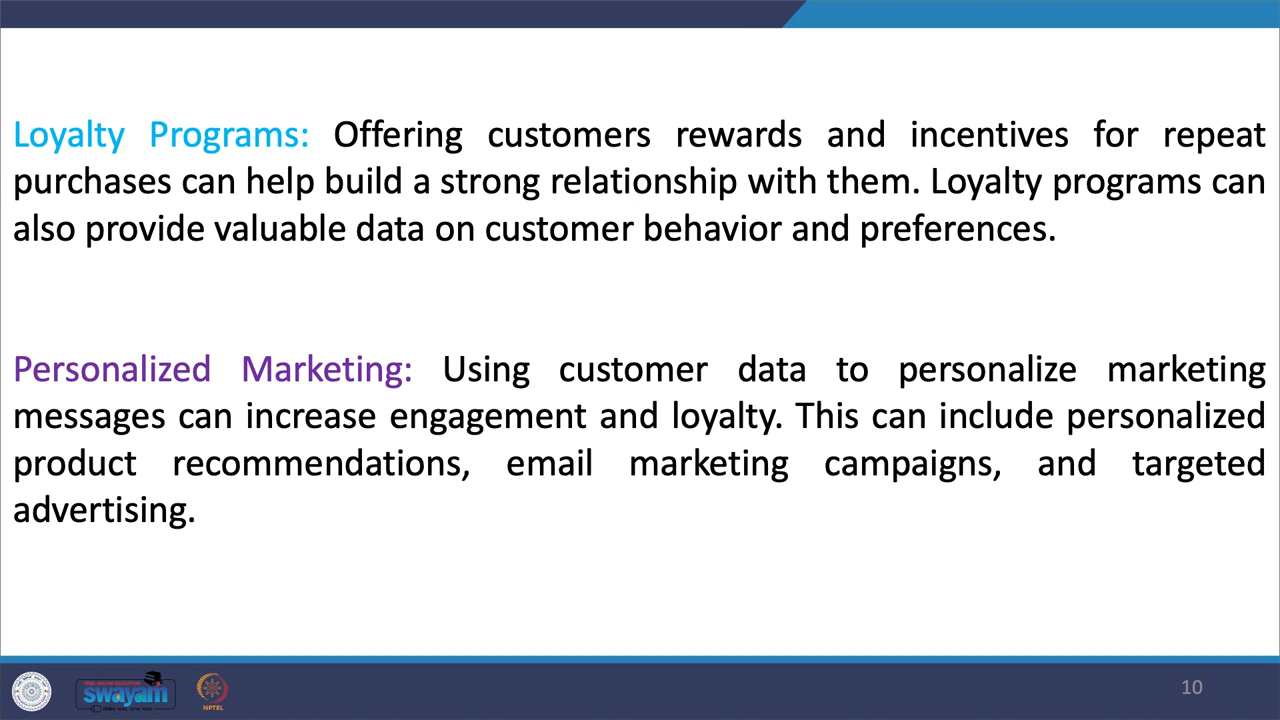 Loyalty Programs: Offering customers rewards and incentives for repeat
purchases can help build a strong relationship with them. Loyalty programs can
also provide valuable data on customer behavior and preferences.
Personalized Marketing: Using customer data to personalize marketing
messages can increase engagement and loyalty. This can include personalized
product recommendations, email marketing campaigns, and targeted
advertising.
FREE ONLINE EDUCATION
swayam
NPTEL
10